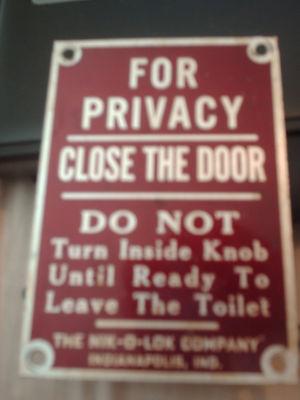 FOR
PRIVACY
CLOSE THE DOOR
DO NOT
Turn Inside Knob
Until Ready To
Leave The Toilet
THE NIK-O-LOK COMPANY
INDIANAPOLIS, IND.